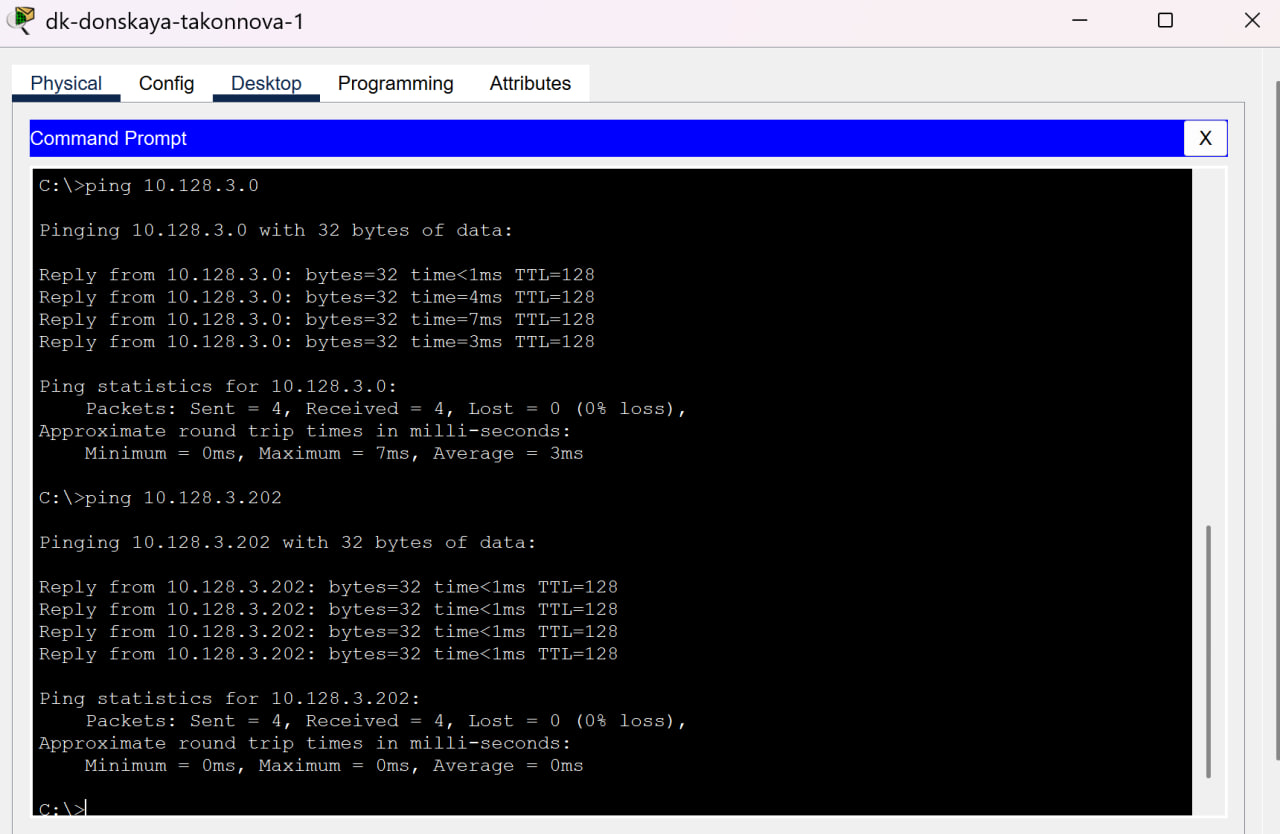 dk-donskaya-takonnova-1
Physical Config Desktop Programming Attributes
Command Prompt X
C:\>ping 10.128.3.0
Pinging 10.128.3.0 with 32 bytes of data:
Reply from 10.128.3.0: bytes=32 time<1ms TTL=128
Reply from 10.128.3.0: bytes=32 time=4ms TTL=128
Reply from 10.128.3.0: bytes=32 time=7ms TTL=128
Reply from 10.128.3.0: bytes=32 time=3ms TTL=128
Ping statistics for 10.128.3.0:
    Packets: Sent = 4, Received = 4, Lost = 0 (0% loss),
Approximate round trip times in milli-seconds:
    Minimum = 0ms, Maximum = 7ms, Average = 3ms
C:\>ping 10.128.3.202
Pinging 10.128.3.202 with 32 bytes of data:
Reply from 10.128.3.202: bytes=32 time<1ms TTL=128
Reply from 10.128.3.202: bytes=32 time<1ms TTL=128
Reply from 10.128.3.202: bytes=32 time<1ms TTL=128
Reply from 10.128.3.202: bytes=32 time<1ms TTL=128
Ping statistics for 10.128.3.202:
    Packets: Sent = 4, Received = 4, Lost = 0 (0% loss),
Approximate round trip times in milli-seconds:
    Minimum = 0ms, Maximum = 0ms, Average = 0ms
C:\>